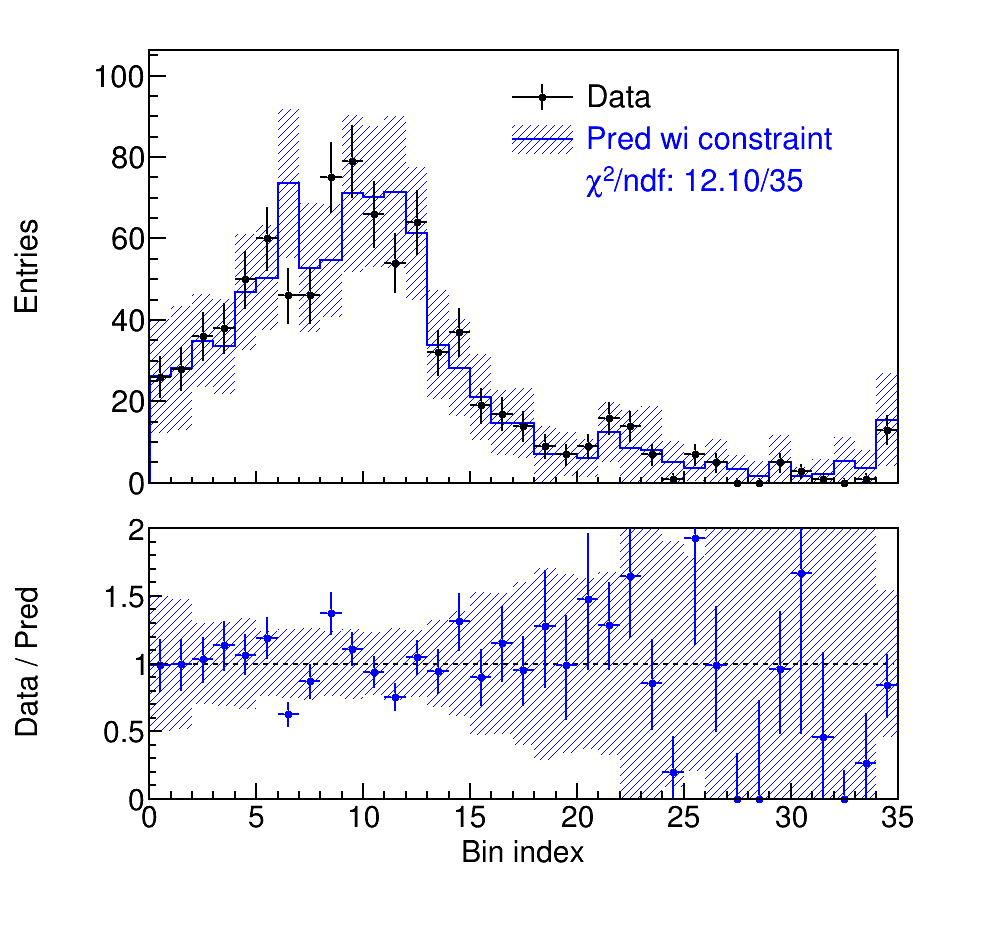 100
80
60
40
20
0
Entries
Data
Pred wi constraint
χ²/ndf: 12.10/35
2
1.5
1
0.5
0
Data / Pred
0 5 10 15 20 25 30 35
Bin index